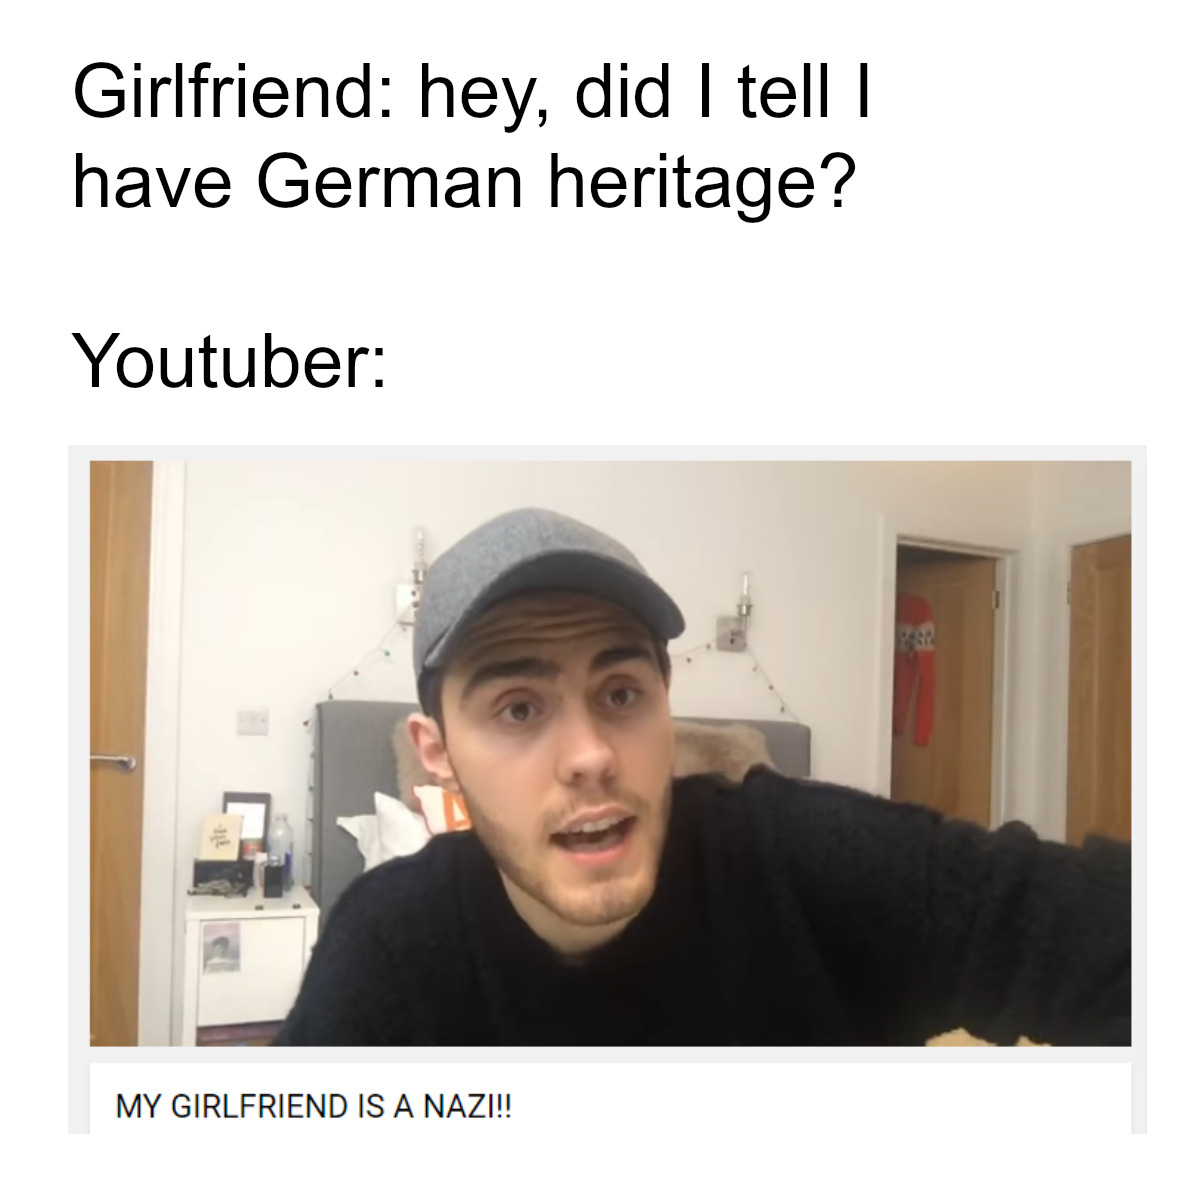 Girlfriend: hey, did I tell I
have German heritage?
Youtuber:
A
MY GIRLFRIEND IS A NAZI!!